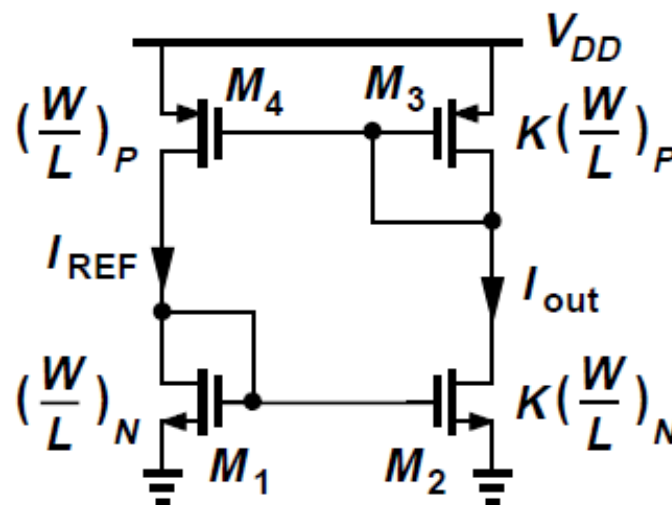 V_DD
M_4
M_3
(W/L)_P
K(W/L)_P
I_REF
I_out
(W/L)_N
K(W/L)_N
M_1
M_2